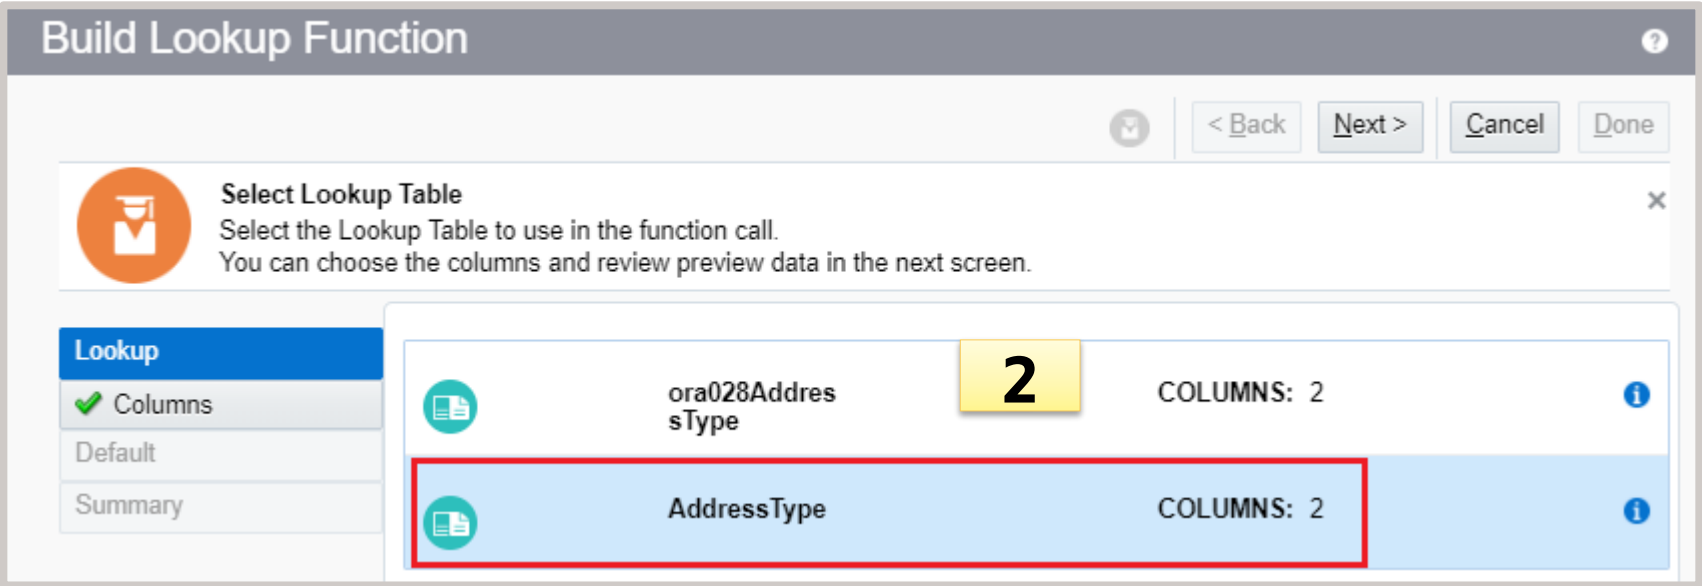 Build Lookup Function
?
< Back
Next >
Cancel
Done
Select Lookup Table
×
Select the Lookup Table to use in the function call.
You can choose the columns and review preview data in the next screen.
Lookup
Columns
Default
Summary
ora028Addres
sType
2
COLUMNS: 2
i
AddressType
COLUMNS: 2
i